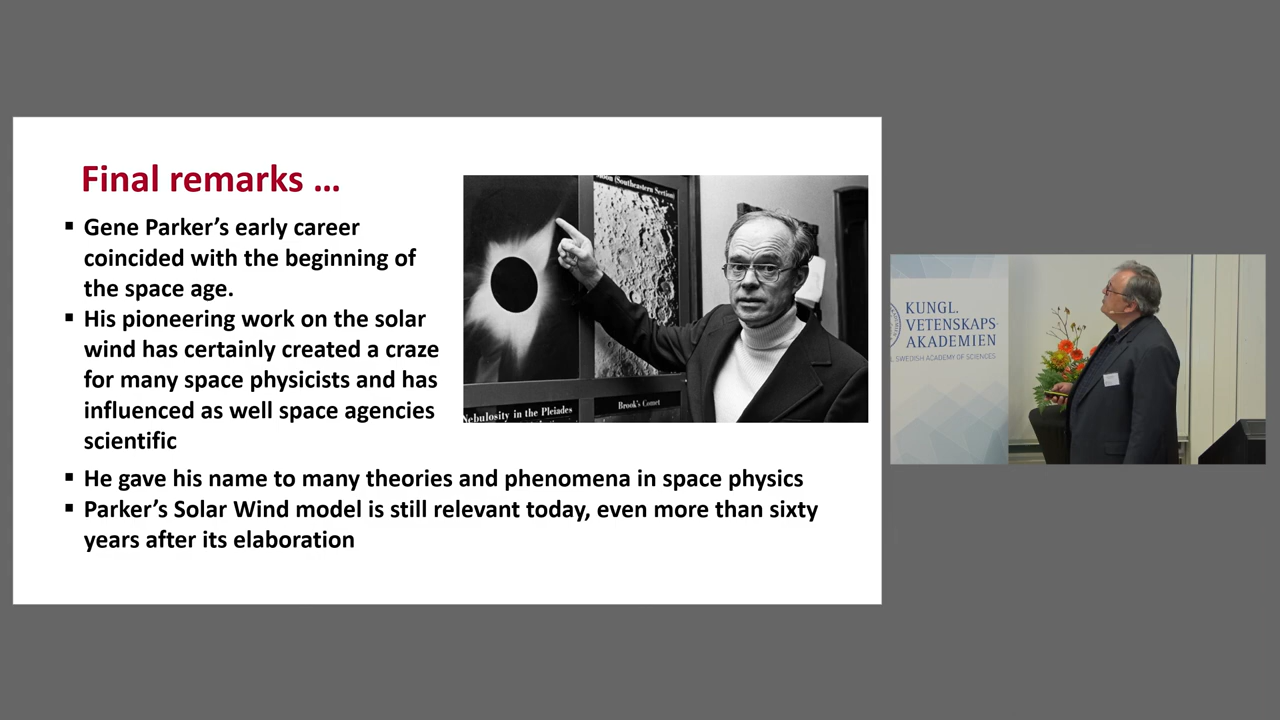 Final remarks ...
▪ Gene Parker's early career
coincided with the beginning of
the space age.
▪ His pioneering work on the solar
wind has certainly created a craze
for many space physicists and has
influenced as well space agencies
scientific
▪ He gave his name to many theories and phenomena in space physics
▪ Parker's Solar Wind model is still relevant today, even more than sixty
years after its elaboration
Moon (Southeastern Section)
Nebulosity in the Pleiades
Brook's Comet
KUNGL.
VETENSKAPS-
AKADEMIEN
SWEDISH ACADEMY OF SCIENCES